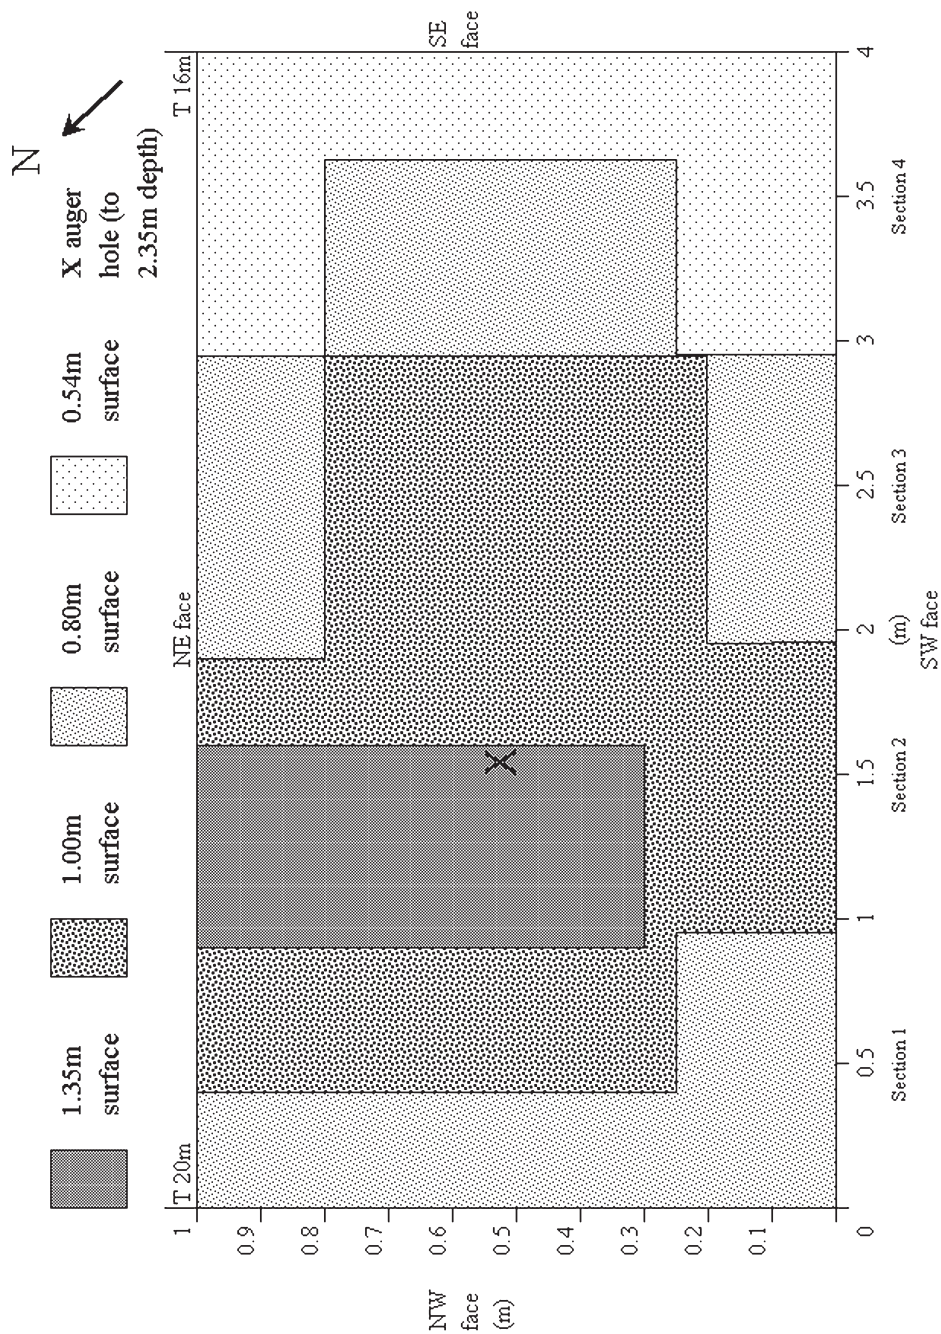 N
1.35m
surface
1.00m
surface
0.80m
surface
0.54m
surface
X auger
hole (to
2.35m depth)
T 20m
NE face
T 16m
1
0.9
0.8
0.7
0.6
0.5
0.4
0.3
0.2
0.1
0
NW
face
(m)
SE
face
X
0.5
1
1.5
2
2.5
3
3.5
4
Section 1
Section 2
(m)
Section 3
Section 4
SW face